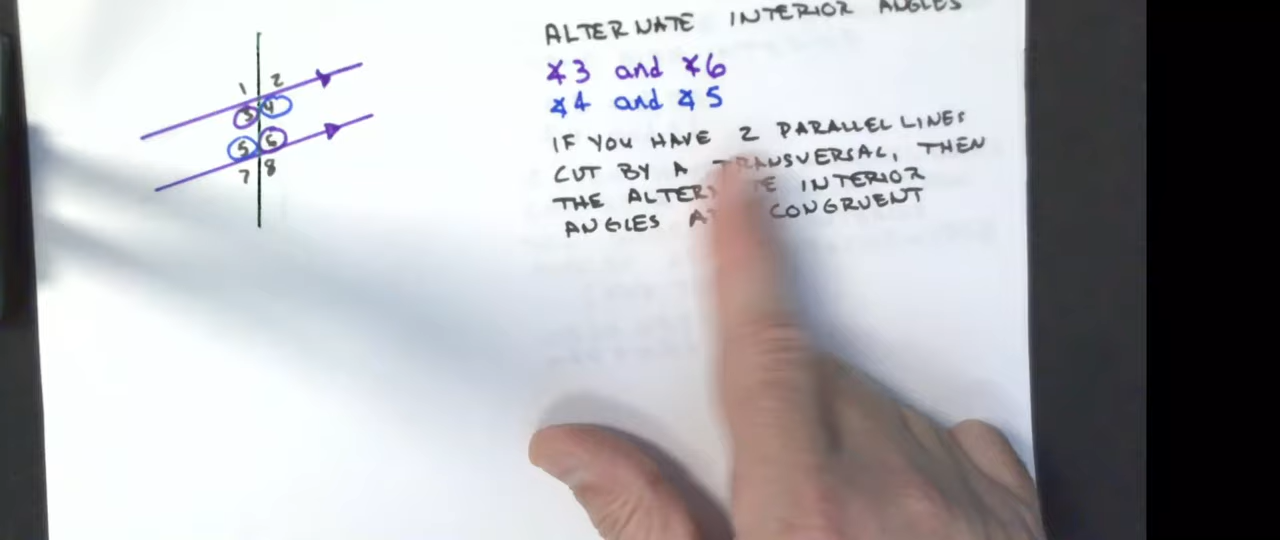 ALTERNATE INTERIOR ANGLES
∡3 and ∡6
∡4 and ∡5
IF YOU HAVE 2 PARALLEL LINES
CUT BY A TRANSVERSAL, THEN
THE INTERIOR
ANGLES CONGRUENT
1 2
3 4
5 6
7 8